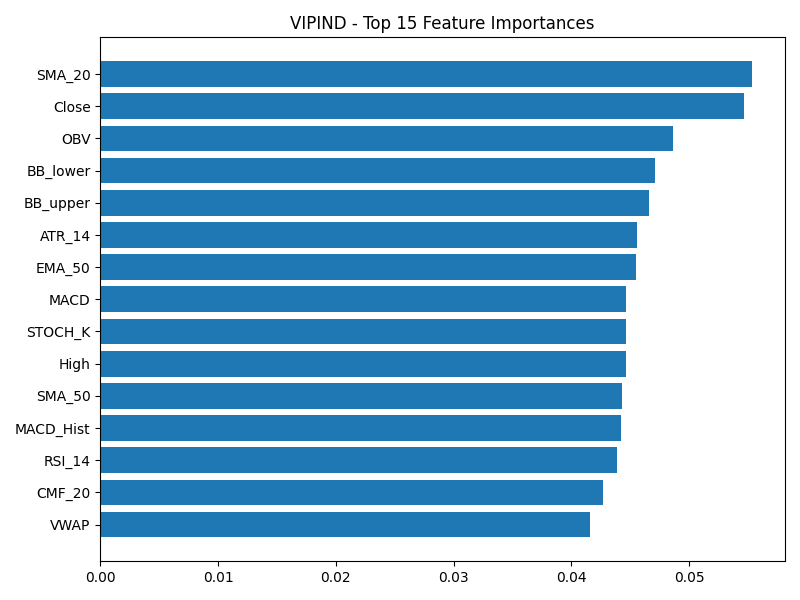 VIPIND - Top 15 Feature Importances
SMA_20
Close
OBV
BB_lower
BB_upper
ATR_14
EMA_50
MACD
STOCH_K
High
SMA_50
MACD_Hist
RSI_14
CMF_20
VWAP
0.00 0.01 0.02 0.03 0.04 0.05